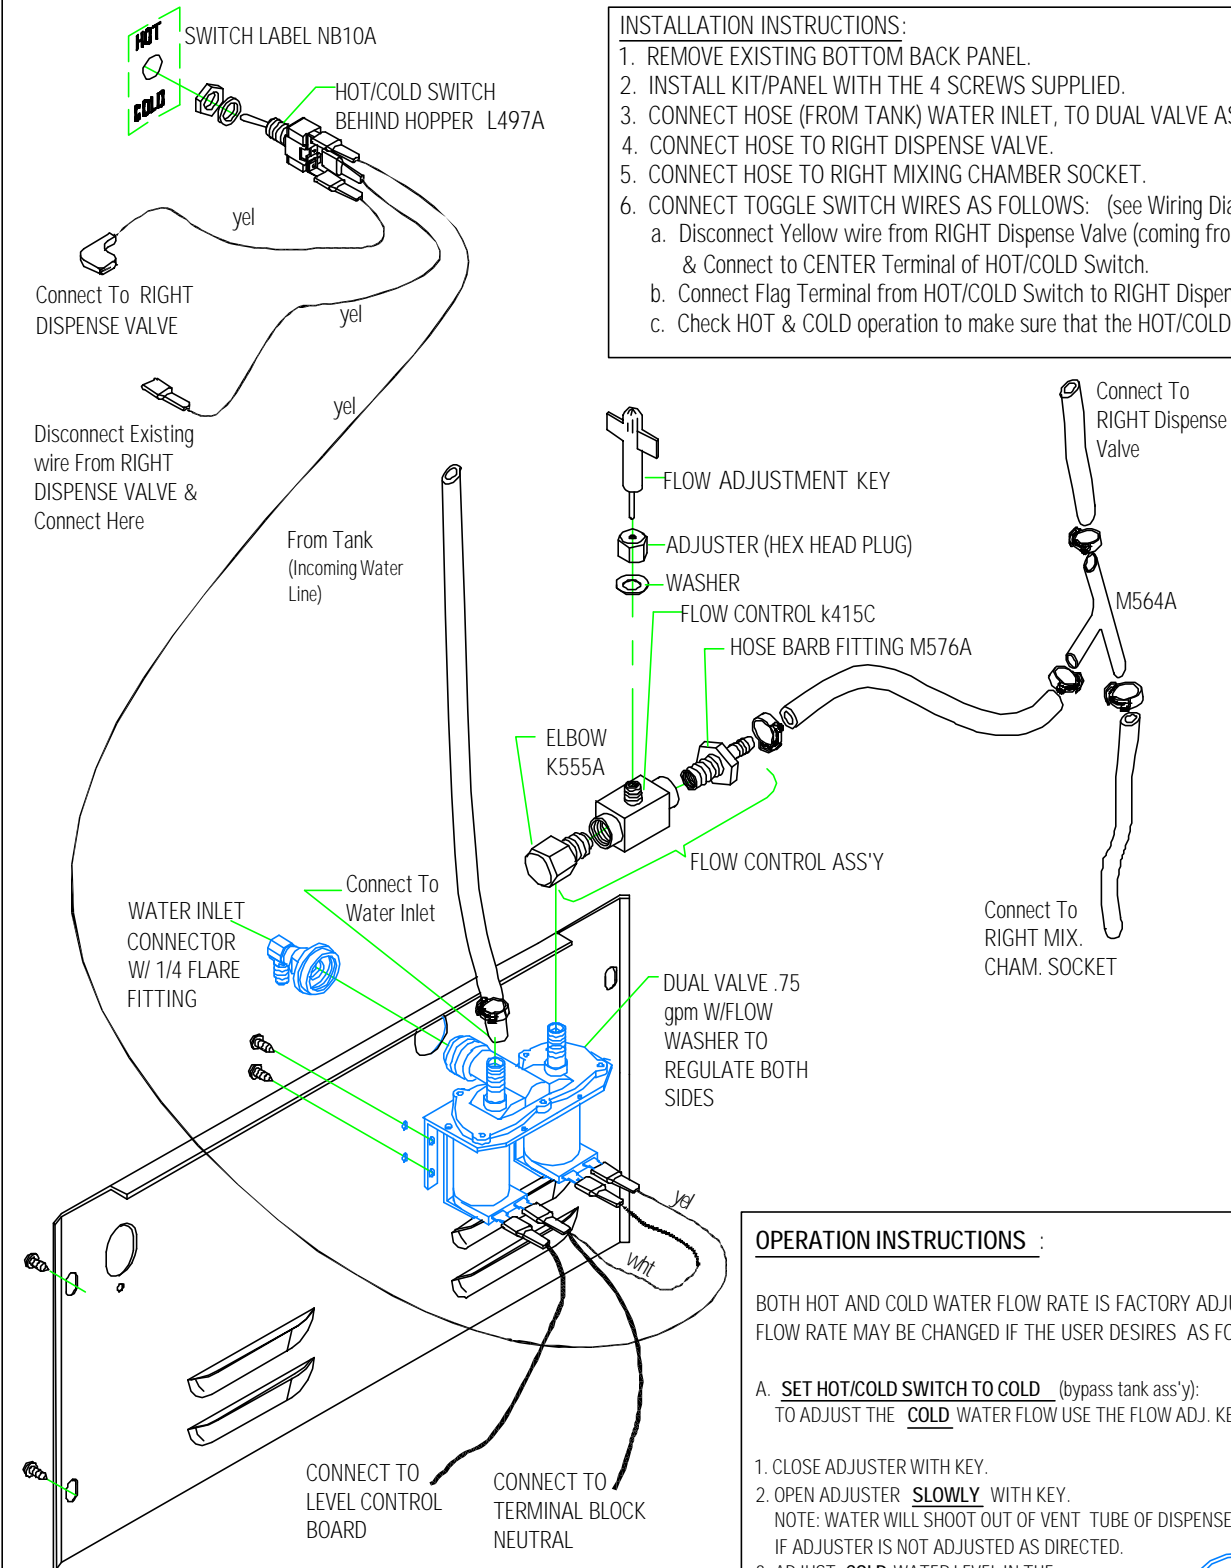 HOT
COLD
SWITCH LABEL NB10A
HOT/COLD SWITCH
BEHIND HOPPER L497A
yel
Connect To RIGHT
DISPENSE VALVE
yel
yel
Disconnect Existing
wire From RIGHT
DISPENSE VALVE &
Connect Here
INSTALLATION INSTRUCTIONS:
1. REMOVE EXISTING BOTTOM BACK PANEL.
2. INSTALL KIT/PANEL WITH THE 4 SCREWS SUPPLIED.
3. CONNECT HOSE (FROM TANK) WATER INLET, TO DUAL VALVE AS
4. CONNECT HOSE TO RIGHT DISPENSE VALVE.
5. CONNECT HOSE TO RIGHT MIXING CHAMBER SOCKET.
6. CONNECT TOGGLE SWITCH WIRES AS FOLLOWS: (see Wiring Dia
a. Disconnect Yellow wire from RIGHT Dispense Valve (coming fro
& Connect to CENTER Terminal of HOT/COLD Switch.
b. Connect Flag Terminal from HOT/COLD Switch to RIGHT Dispen
c. Check HOT & COLD operation to make sure that the HOT/COLD
From Tank
(Incoming Water
Line)
FLOW ADJUSTMENT KEY
ADJUSTER (HEX HEAD PLUG)
WASHER
FLOW CONTROL k415C
HOSE BARB FITTING M576A
Connect To
RIGHT Dispense
Valve
M564A
ELBOW
K555A
FLOW CONTROL ASS'Y
Connect To
RIGHT MIX.
CHAM. SOCKET
Connect To
Water Inlet
WATER INLET
CONNECTOR
W/ 1/4 FLARE
FITTING
DUAL VALVE .75
gpm W/FLOW
WASHER TO
REGULATE BOTH
SIDES
yel
wht
CONNECT TO
LEVEL CONTROL
BOARD
CONNECT TO
TERMINAL BLOCK
NEUTRAL
OPERATION INSTRUCTIONS :
BOTH HOT AND COLD WATER FLOW RATE IS FACTORY ADJU
FLOW RATE MAY BE CHANGED IF THE USER DESIRES AS FO
A. SET HOT/COLD SWITCH TO COLD (bypass tank ass'y):
TO ADJUST THE COLD WATER FLOW USE THE FLOW ADJ. KE
1. CLOSE ADJUSTER WITH KEY.
2. OPEN ADJUSTER SLOWLY WITH KEY.
NOTE: WATER WILL SHOOT OUT OF VENT TUBE OF DISPENSE
IF ADJUSTER IS NOT ADJUSTED AS DIRECTED.
3. ADJUST COLD WATER LEVEL IN THE